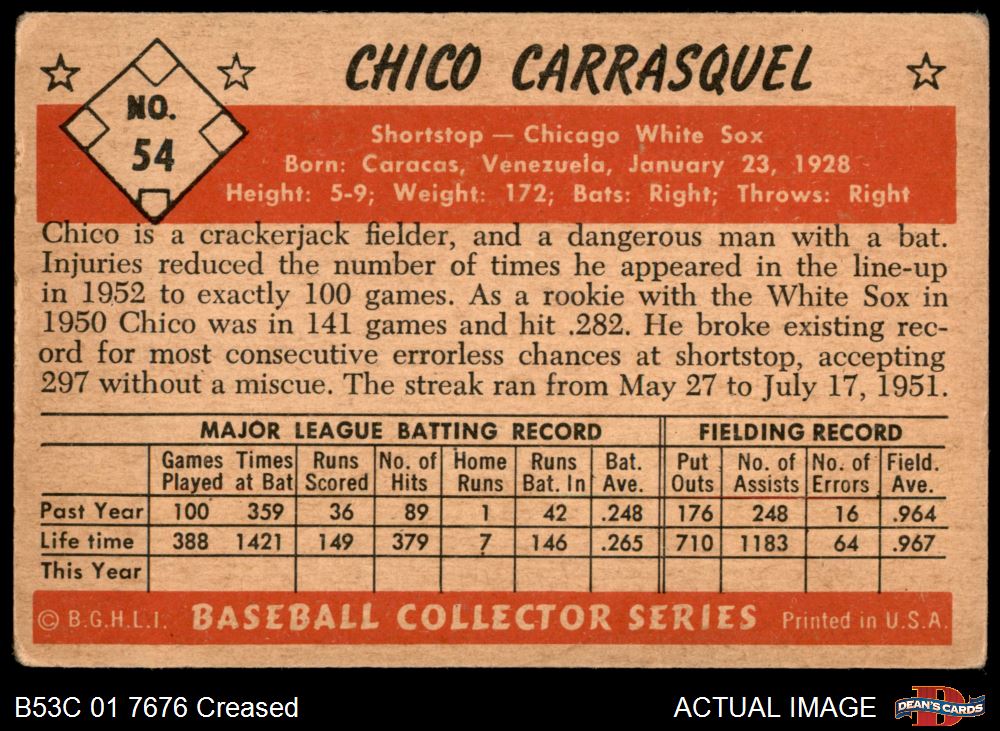 CHICO CARRASQUEL
NO.
54
Shortstop — Chicago White Sox
Born: Caracas, Venezuela, January 23, 1928
Height: 5-9; Weight: 172; Bats: Right; Throws: Right
Chico is a crackerjack fielder, and a dangerous man with a bat.
Injuries reduced the number of times he appeared in the line-up
in 1952 to exactly 100 games. As a rookie with the White Sox in
1950 Chico was in 141 games and hit .282. He broke existing rec-
ord for most consecutive errorless chances at shortstop, accepting
297 without a miscue. The streak ran from May 27 to July 17, 1951.
MAJOR LEAGUE BATTING RECORD FIELDING RECORD
Games Times Runs No. of Home Runs Bat. Put No. of No. of Field.
Played at Bat Scored Hits Runs Bat. In Ave. Outs Assists Errors Ave.
Past Year 100 359 36 89 1 42 .248 176 248 16 .964
Life time 388 1421 149 379 7 146 .265 710 1183 64 .967
This Year
© B.G.H.L.I. BASEBALL COLLECTOR SERIES Printed in U.S.A.
B53C 01 7676 Creased ACTUAL IMAGE DEAN'S CARDS